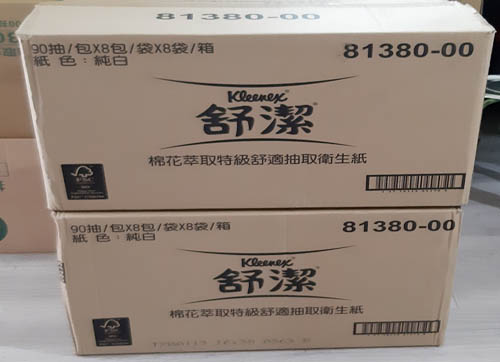 90抽/包X8包/袋X8袋/箱
紙 色：純白
81380-00
Kleenex
舒潔
棉花萃取特級舒適抽取衛生紙
90抽/包X8包/袋X8袋/箱
紙 色：純白
81380-00
Kleenex
舒潔
棉花萃取特級舒適抽取衛生紙